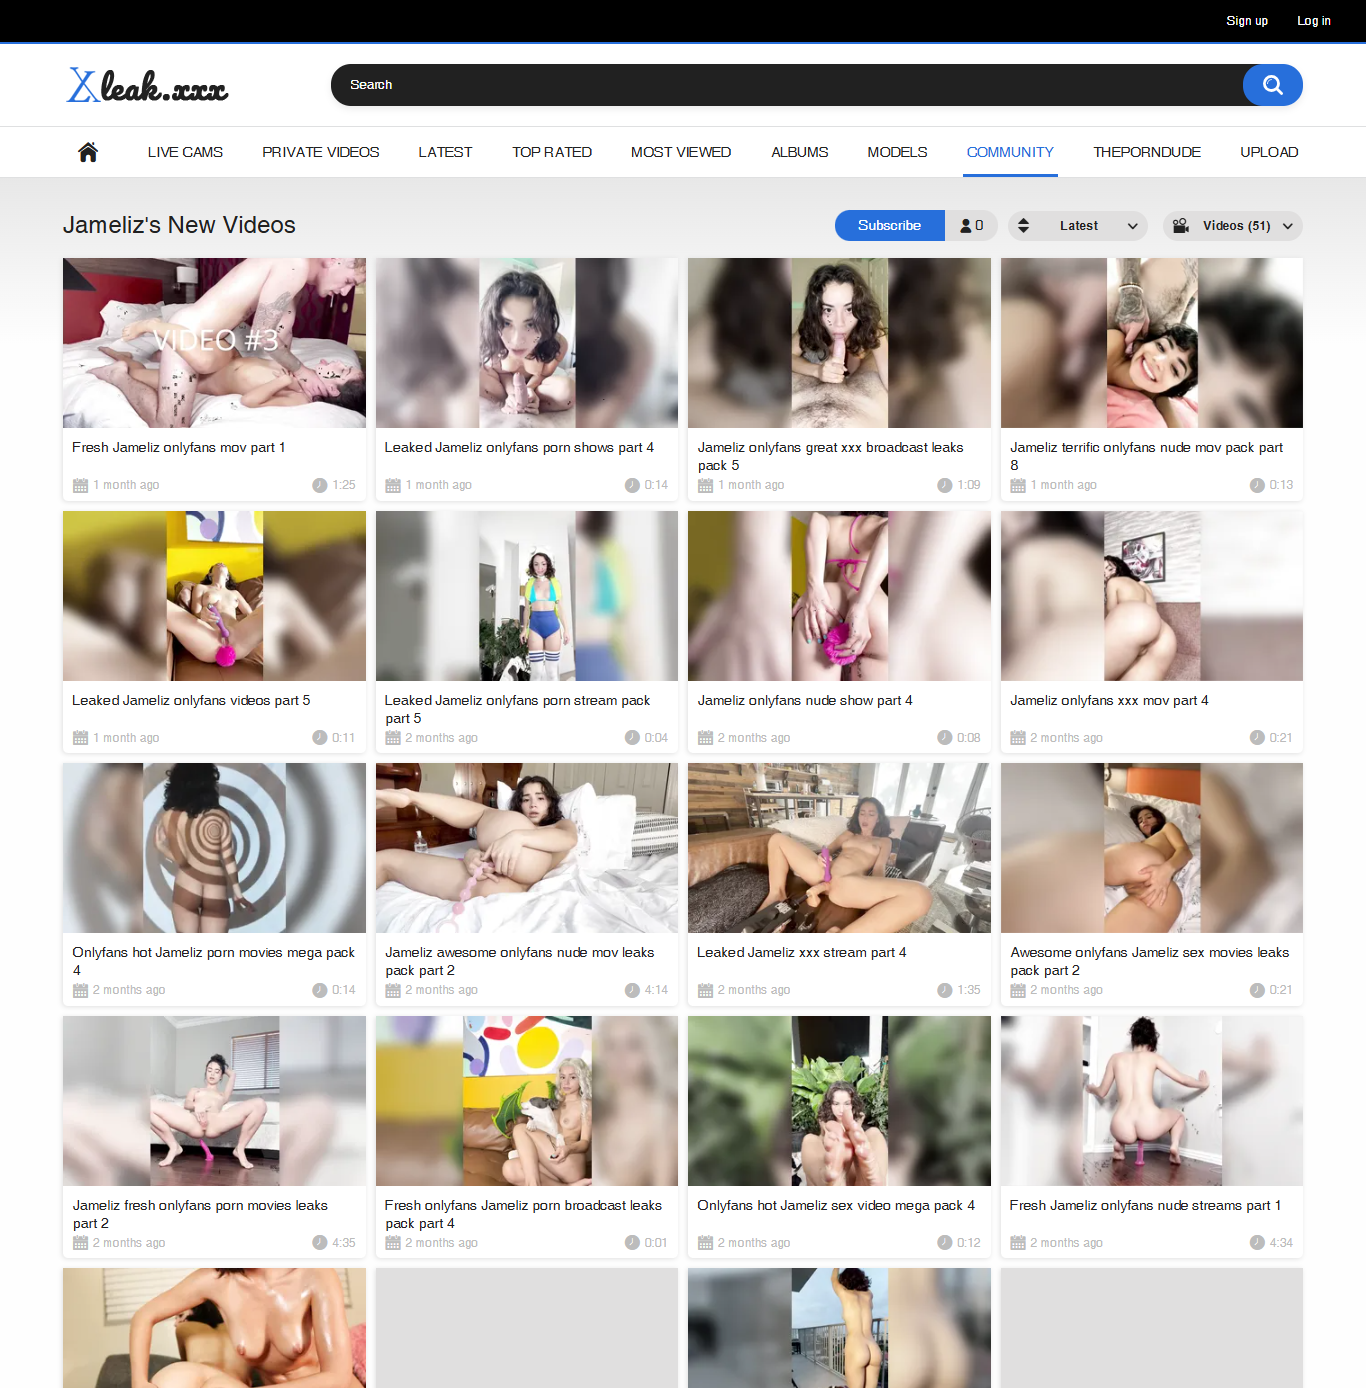 Sign up
Log in
Xleak.xxx
Search
LIVE CAMS
PRIVATE VIDEOS
LATEST
TOP RATED
MOST VIEWED
ALBUMS
MODELS
COMMUNITY
THEPORNDUDE
UPLOAD
Jameliz's New Videos
Subscribe
0
Latest
Videos (51)
VIDEO #3
Fresh Jameliz onlyfans mov part 1
1 month ago
1:25
Leaked Jameliz onlyfans porn shows part 4
1 month ago
0:14
Jameliz onlyfans great xxx broadcast leaks
pack 5
1 month ago
1:09
Jameliz terrific onlyfans nude mov pack part
8
1 month ago
0:13
Leaked Jameliz onlyfans videos part 5
1 month ago
0:11
Leaked Jameliz onlyfans porn stream pack
part 5
2 months ago
0:04
Jameliz onlyfans nude show part 4
2 months ago
0:08
Jameliz onlyfans xxx mov part 4
2 months ago
0:21
Onlyfans hot Jameliz porn movies mega pack
4
2 months ago
0:14
Jameliz awesome onlyfans nude mov leaks
pack part 2
2 months ago
4:14
Leaked Jameliz xxx stream part 4
2 months ago
1:35
Awesome onlyfans Jameliz sex movies leaks
pack part 2
2 months ago
0:21
Jameliz fresh onlyfans porn movies leaks
part 2
2 months ago
4:35
Fresh onlyfans Jameliz porn broadcast leaks
pack part 4
2 months ago
0:01
Onlyfans hot Jameliz sex video mega pack 4
2 months ago
0:12
Fresh Jameliz onlyfans nude streams part 1
2 months ago
4:34